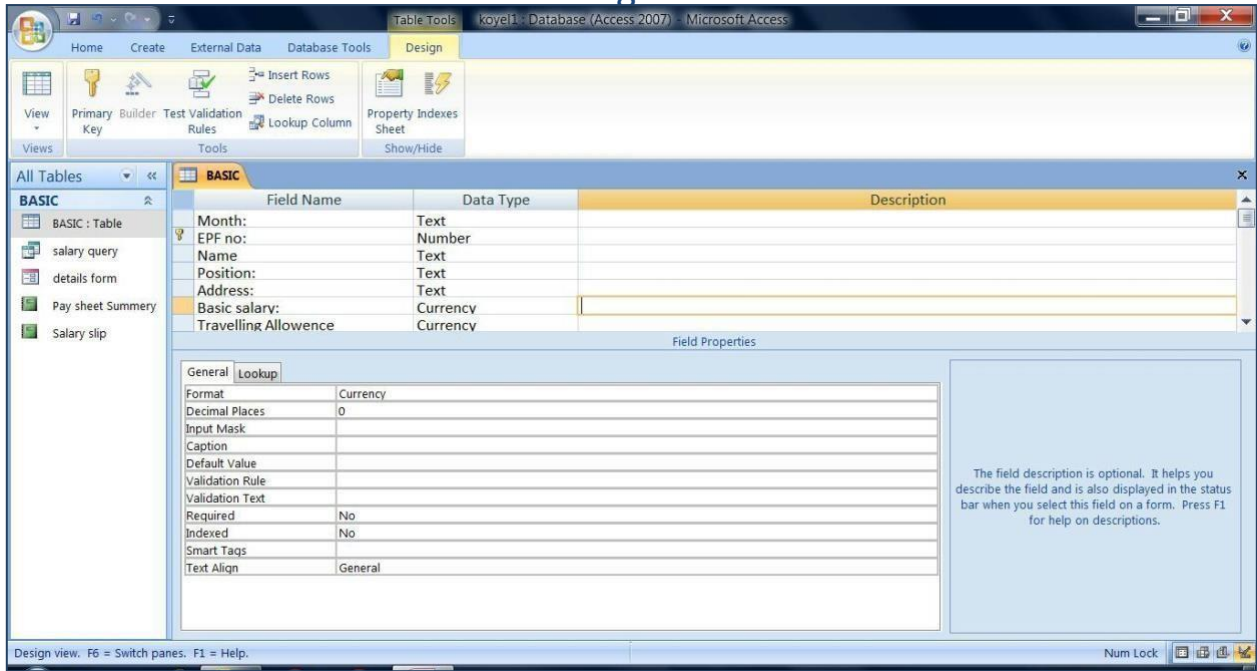 Table Tools koyel1 : Database (Access 2007) - Microsoft Access
Home Create External Data Database Tools Design
View
Primary Key
Builder
Test Validation Rules
Insert Rows
Delete Rows
Lookup Column
Property Sheet
Indexes
Views Tools Show/Hide
All Tables
BASIC
BASIC : Table
salary query
details form
Pay sheet Summery
Salary slip
BASIC
Field Name Data Type Description
Month: Text
EPF no: Number
Name Text
Position: Text
Address: Text
Basic salary: Currency
Travelling Allowence Currency
Field Properties
General Lookup
Format Currency
Decimal Places 0
Input Mask
Caption
Default Value
Validation Rule
Validation Text
Required No
Indexed No
Smart Tags
Text Align General
The field description is optional. It helps you
describe the field and is also displayed in the status
bar when you select this field on a form. Press F1
for help on descriptions.
Design view. F6 = Switch panes. F1 = Help. Num Lock